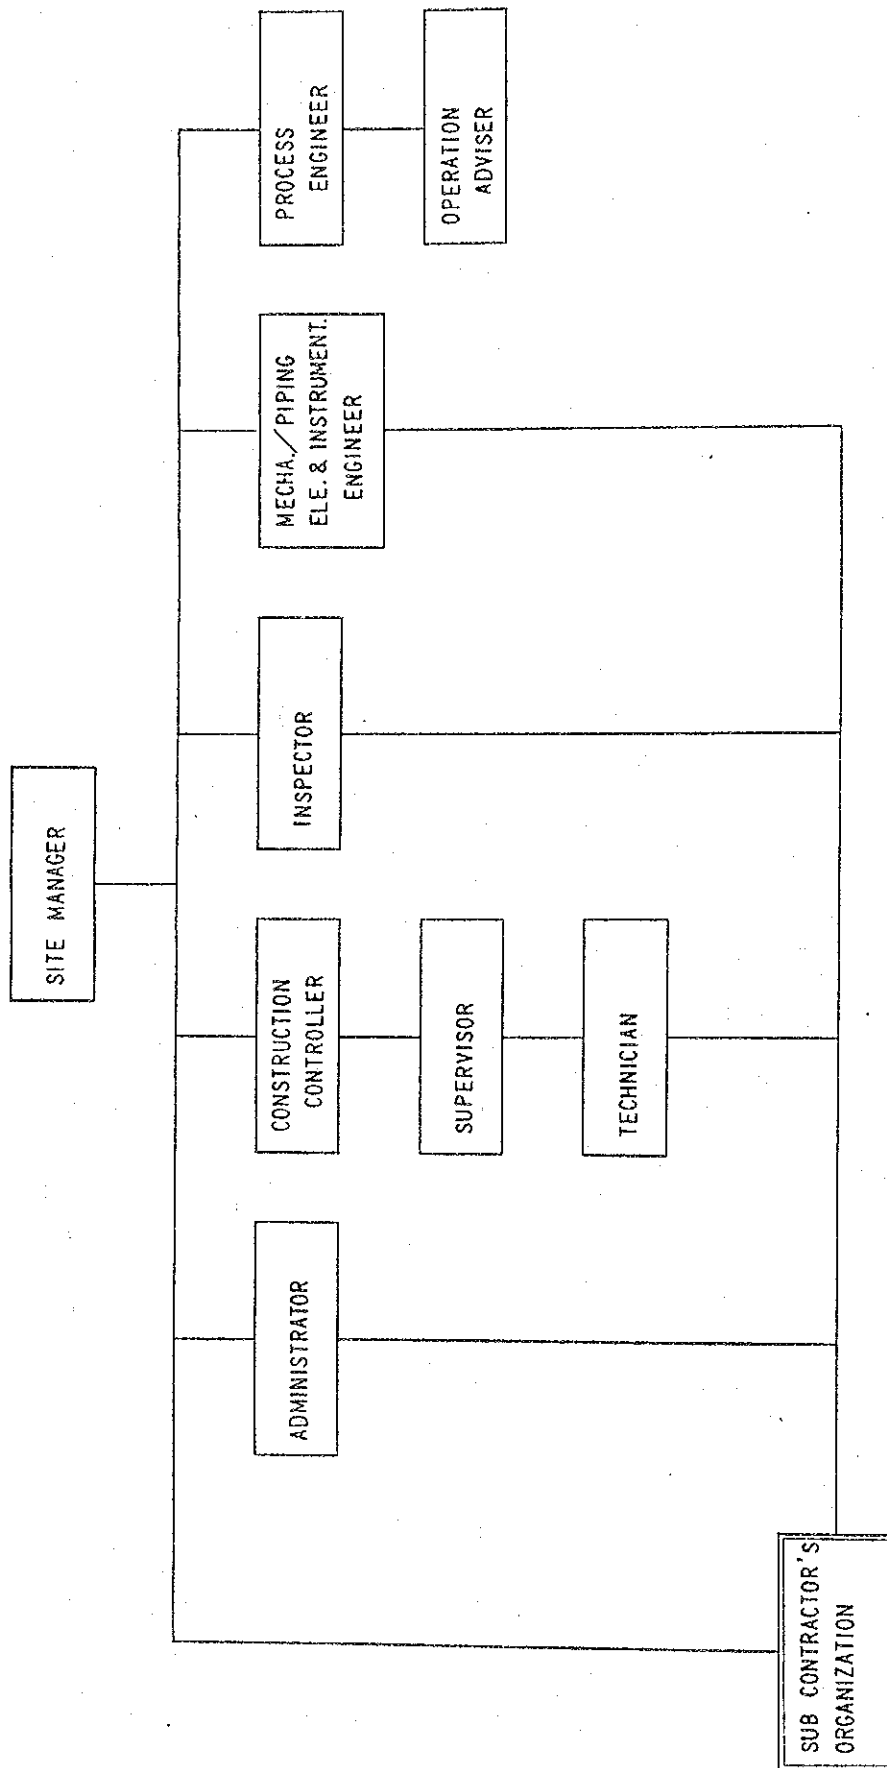 SITE MANAGER
ADMINISTRATOR
CONSTRUCTION
CONTROLLER
INSPECTOR
MECHA./PIPING
ELE. & INSTRUMENT.
ENGINEER
PROCESS
ENGINEER
SUPERVISOR
OPERATION
ADVISER
TECHNICIAN
SUB CONTRACTOR'S
ORGANIZATION